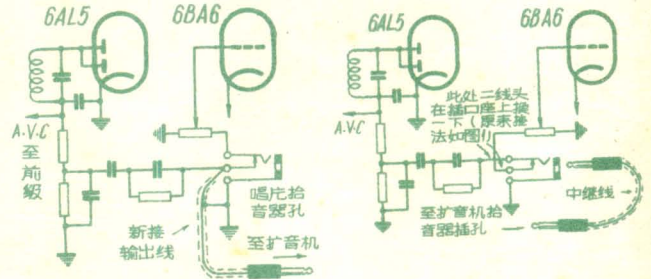 6AL5
6BA6
A.V.C
至
前
級
新接
输出线
唱片拾
音器孔
至扩音机
6AL5
6BA6
A.V.C
此处二线头
在插口座上换
一下(原来接
法如图1)
中继线
至扩音机拾
音器插孔